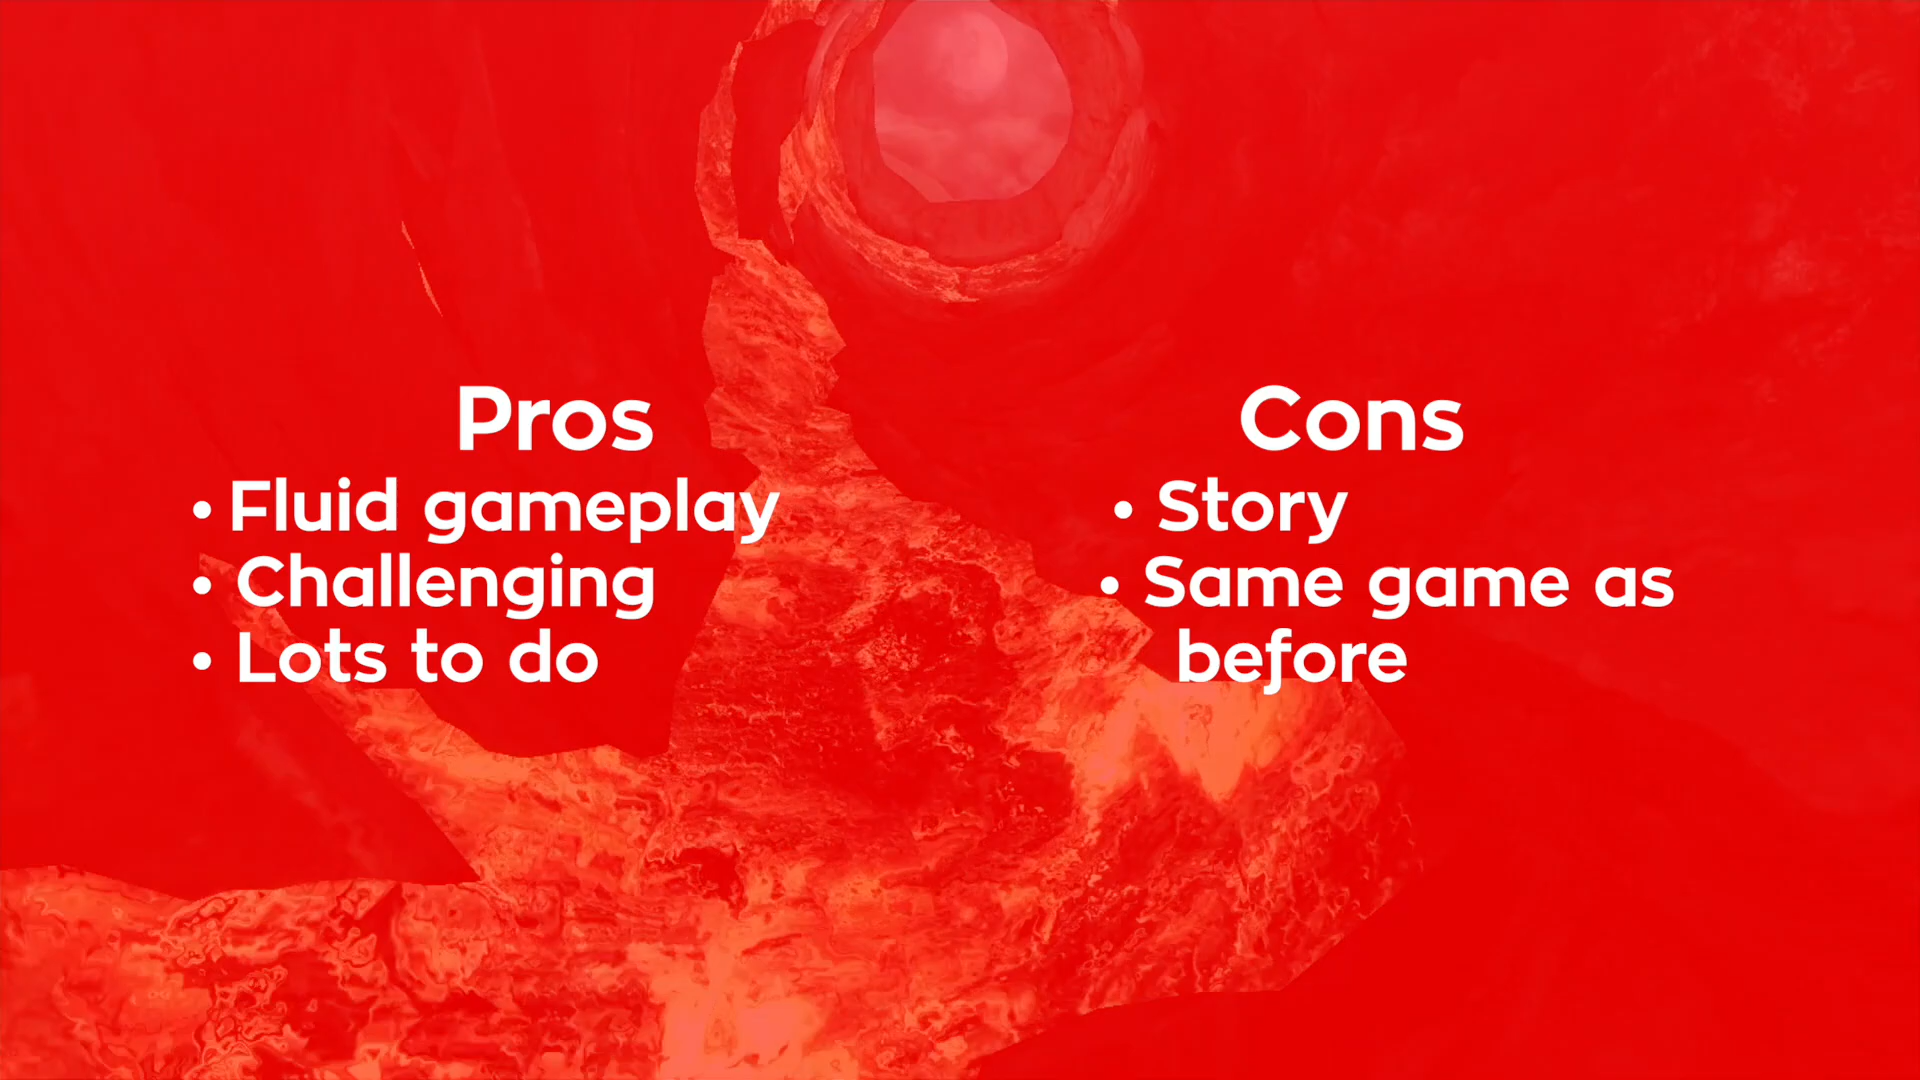 Pros
• Fluid gameplay
• Challenging
• Lots to do
Cons
• Story
• Same game as
before